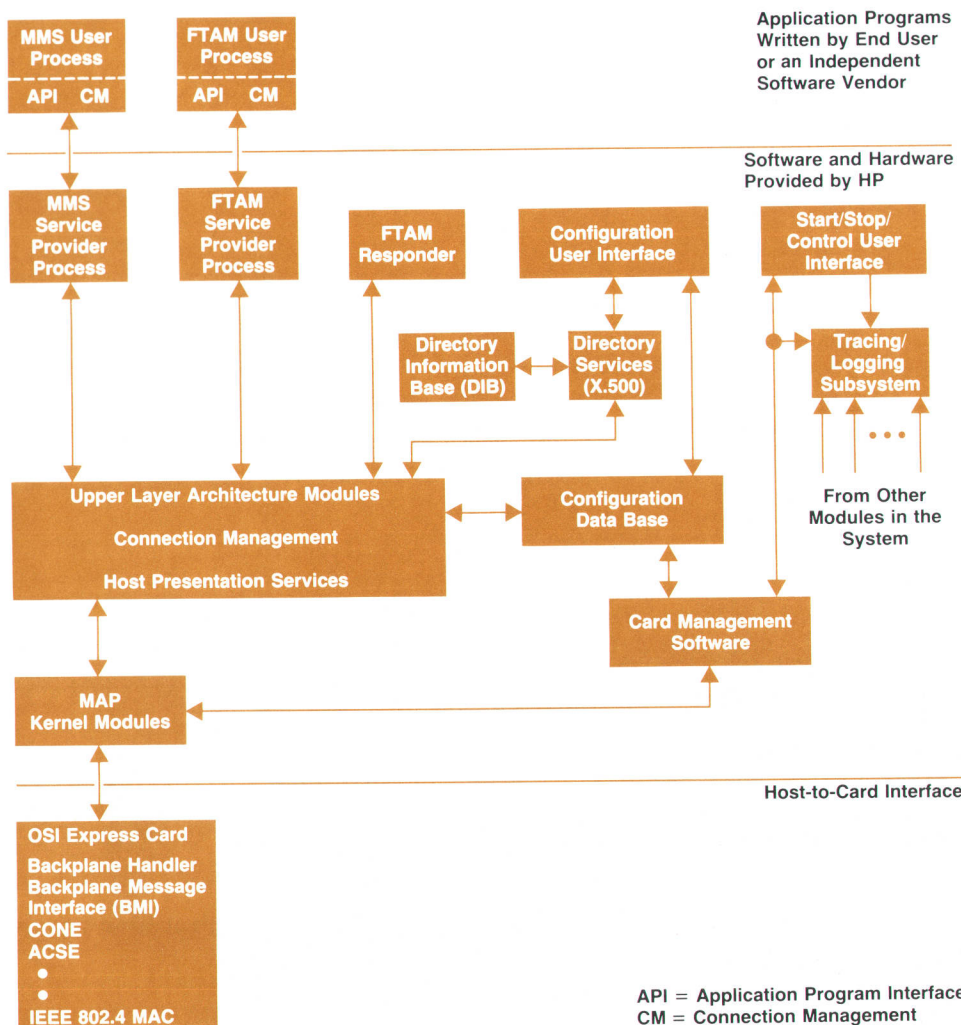 MMS User
Process
API CM
FTAM User
Process
API CM
Application Programs
Written by End User
or an Independent
Software Vendor
Software and Hardware
Provided by HP
MMS
Service
Provider
Process
FTAM
Service
Provider
Process
FTAM
Responder
Configuration
User Interface
Start/Stop/
Control User
Interface
Directory
Information
Base (DIB)
Directory
Services
(X.500)
Tracing/
Logging
Subsystem
From Other
Modules in the
System
Upper Layer Architecture Modules
Connection Management
Host Presentation Services
Configuration
Data Base
Card Management
Software
MAP
Kernel Modules
Host-to-Card Interface
OSI Express Card
Backplane Handler
Backplane Message
Interface (BMI)
CONE
ACSE
IEEE 802.4 MAC
API = Application Program Interface
CM = Connection Management